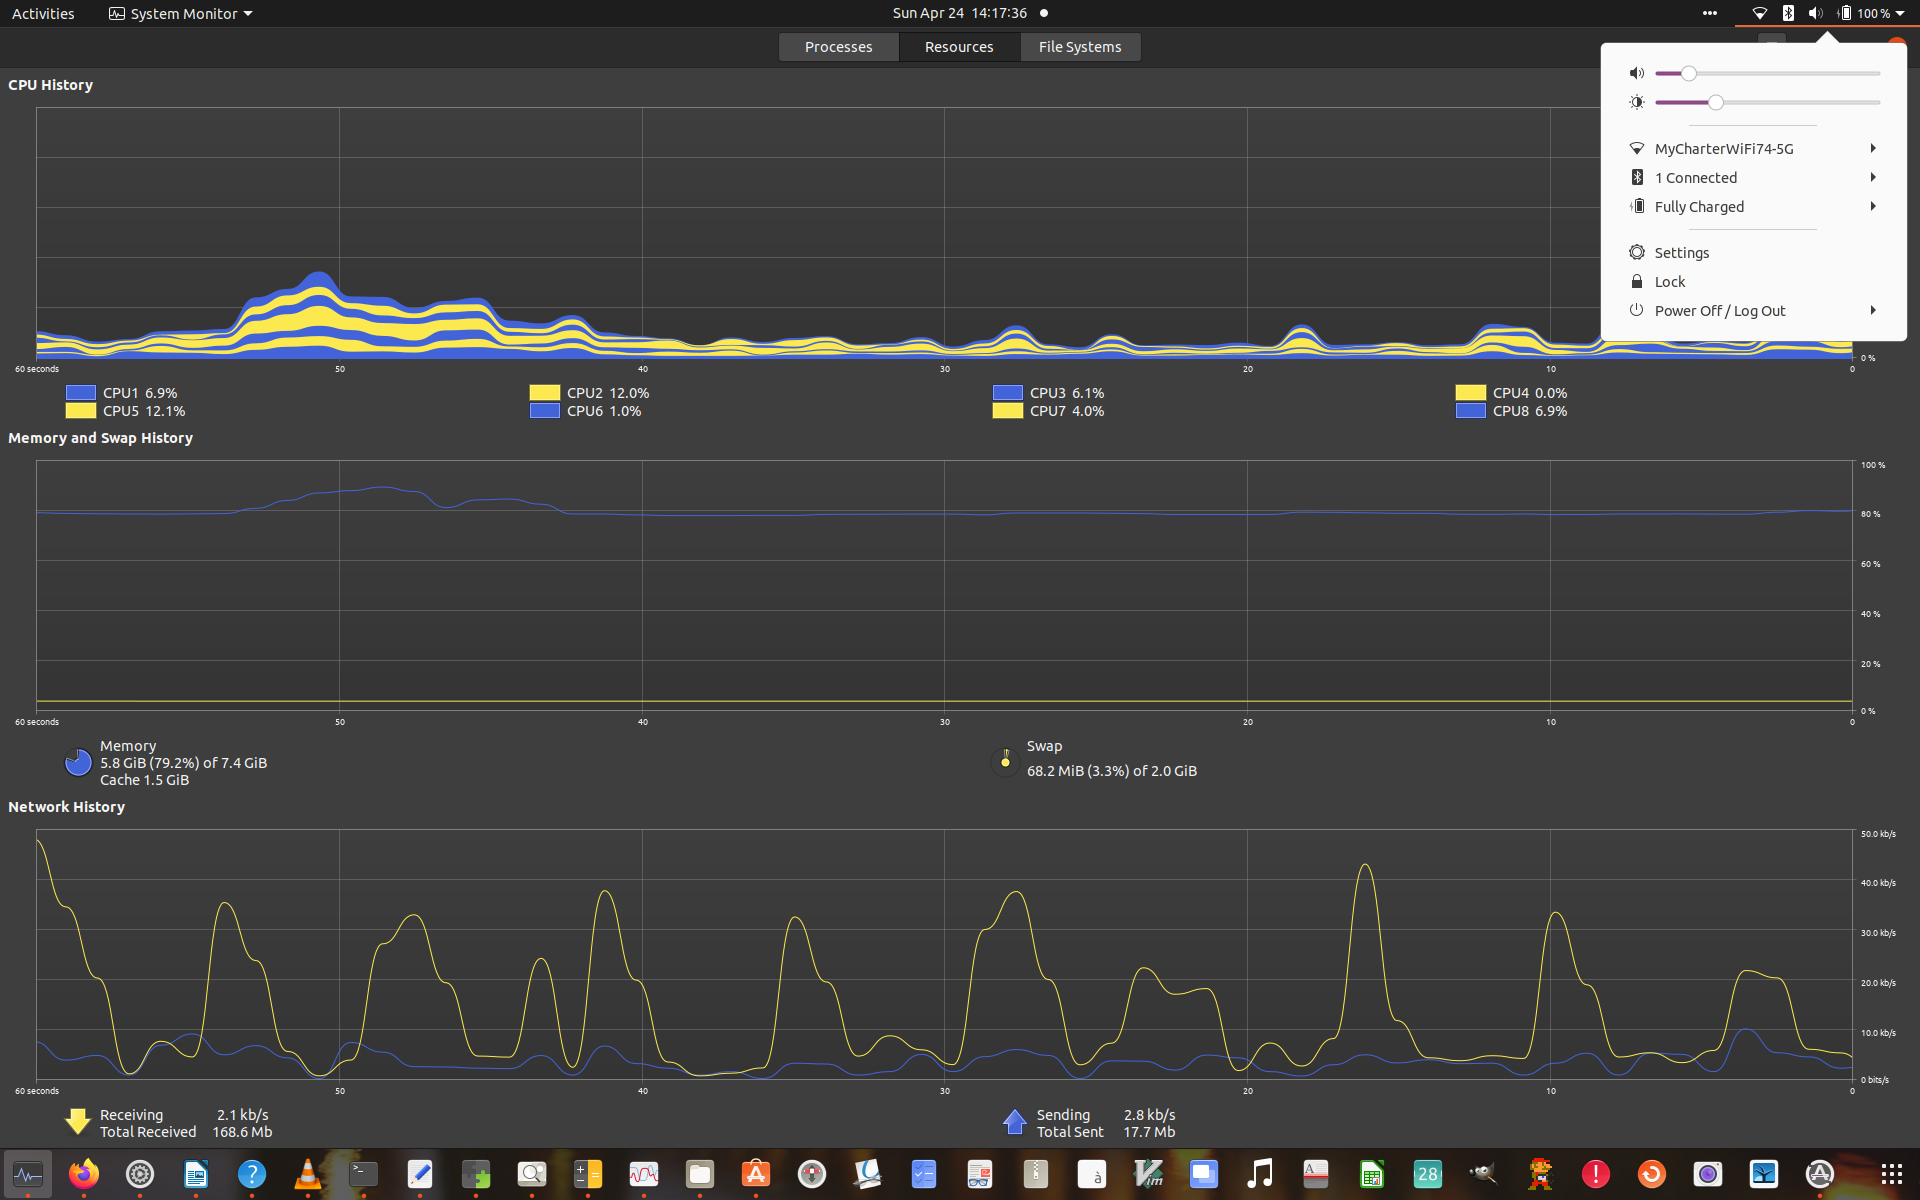 Activities
System Monitor
Sun Apr 24 14:17:36
100 %
Processes
Resources
File Systems
CPU History
MyCharterWiFi74-5G
1 Connected
Fully Charged
Settings
Lock
Power Off / Log Out
0 %
60 seconds 50 40 30 20 10 0
CPU1 6.9% CPU2 12.0% CPU3 6.1% CPU4 0.0%
CPU5 12.1% CPU6 1.0% CPU7 4.0% CPU8 6.9%
Memory and Swap History
100 %
80 %
60 %
40 %
20 %
0 %
60 seconds 50 40 30 20 10 0
Memory
5.8 GiB (79.2%) of 7.4 GiB
Cache 1.5 GiB
Swap
68.2 MiB (3.3%) of 2.0 GiB
Network History
50.0 kb/s
40.0 kb/s
30.0 kb/s
20.0 kb/s
10.0 kb/s
0 bits/s
60 seconds 50 40 30 20 10 0
Receiving 2.1 kb/s
Total Received 168.6 Mb
Sending 2.8 kb/s
Total Sent 17.7 Mb
>_
?
à
Vim
A
28